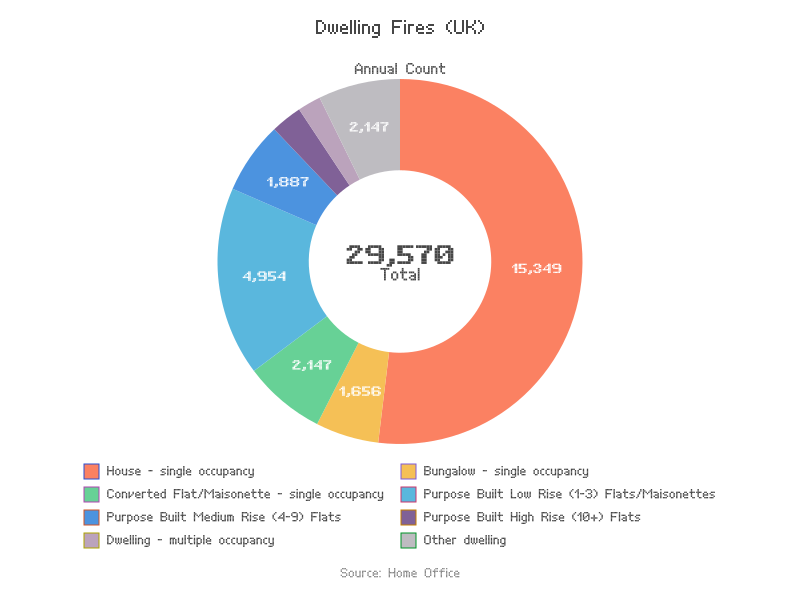 Dwelling Fires (UK)
Annual Count
2,147
1,887
15,349
29,570
Total
4,954
2,147
1,656
House - single occupancy
Bungalow - single occupancy
Converted Flat/Maisonette - single occupancy
Purpose Built Low Rise (1-3) Flats/Maisonettes
Purpose Built Medium Rise (4-9) Flats
Purpose Built High Rise (10+) Flats
Dwelling - multiple occupancy
Other dwelling
Source: Home Office